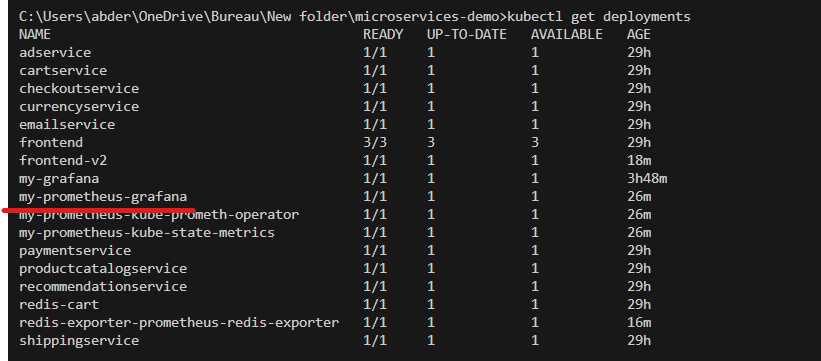 C:\Users\abder\OneDrive\Bureau\New folder\microservices-demo>kubectl get deployments
NAME READY UP-TO-DATE AVAILABLE AGE
adservice 1/1 1 1 29h
cartservice 1/1 1 1 29h
checkoutservice 1/1 1 1 29h
currencyservice 1/1 1 1 29h
emailservice 1/1 1 1 29h
frontend 3/3 3 3 29h
frontend-v2 1/1 1 1 18m
my-grafana 1/1 1 1 3h48m
my-prometheus-grafana 1/1 1 1 26m
my-prometheus-kube-prometh-operator 1/1 1 1 26m
my-prometheus-kube-state-metrics 1/1 1 1 26m
paymentservice 1/1 1 1 29h
productcatalogservice 1/1 1 1 29h
recommendationservice 1/1 1 1 29h
redis-cart 1/1 1 1 29h
redis-exporter-prometheus-redis-exporter 1/1 1 1 16m
shippingservice 1/1 1 1 29h